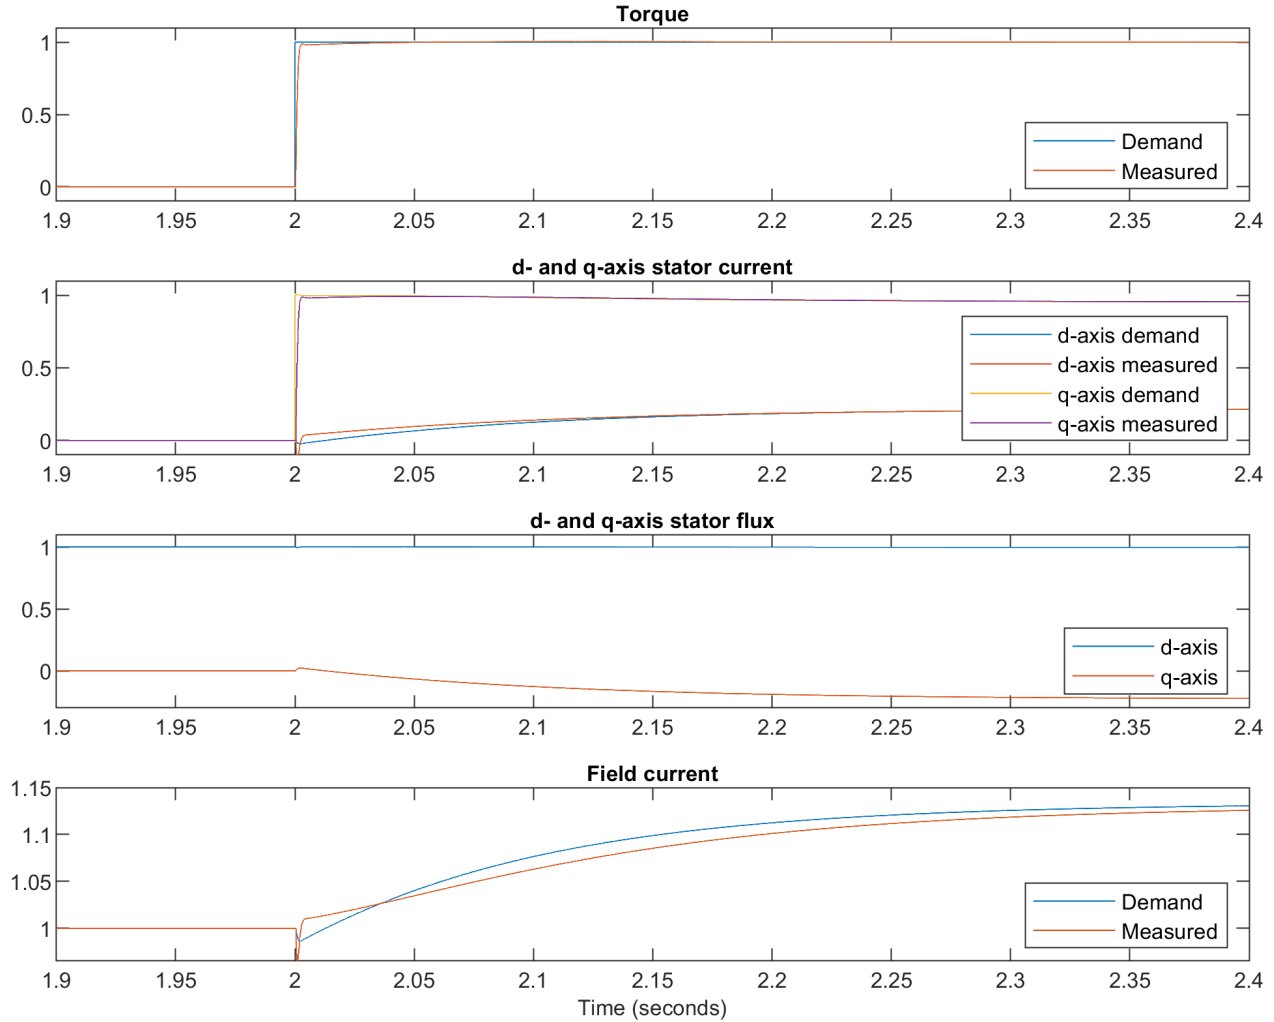 Torque
1
0.5
0
Demand
Measured
1.9 1.95 2 2.05 2.1 2.15 2.2 2.25 2.3 2.35 2.4
d- and q-axis stator current
1
0.5
0
d-axis demand
d-axis measured
q-axis demand
q-axis measured
1.9 1.95 2 2.05 2.1 2.15 2.2 2.25 2.3 2.35 2.4
d- and q-axis stator flux
1
0.5
0
d-axis
q-axis
1.9 1.95 2 2.05 2.1 2.15 2.2 2.25 2.3 2.35 2.4
Field current
1.15
1.1
1.05
1
Demand
Measured
1.9 1.95 2 2.05 2.1 2.15 2.2 2.25 2.3 2.35 2.4
Time (seconds)